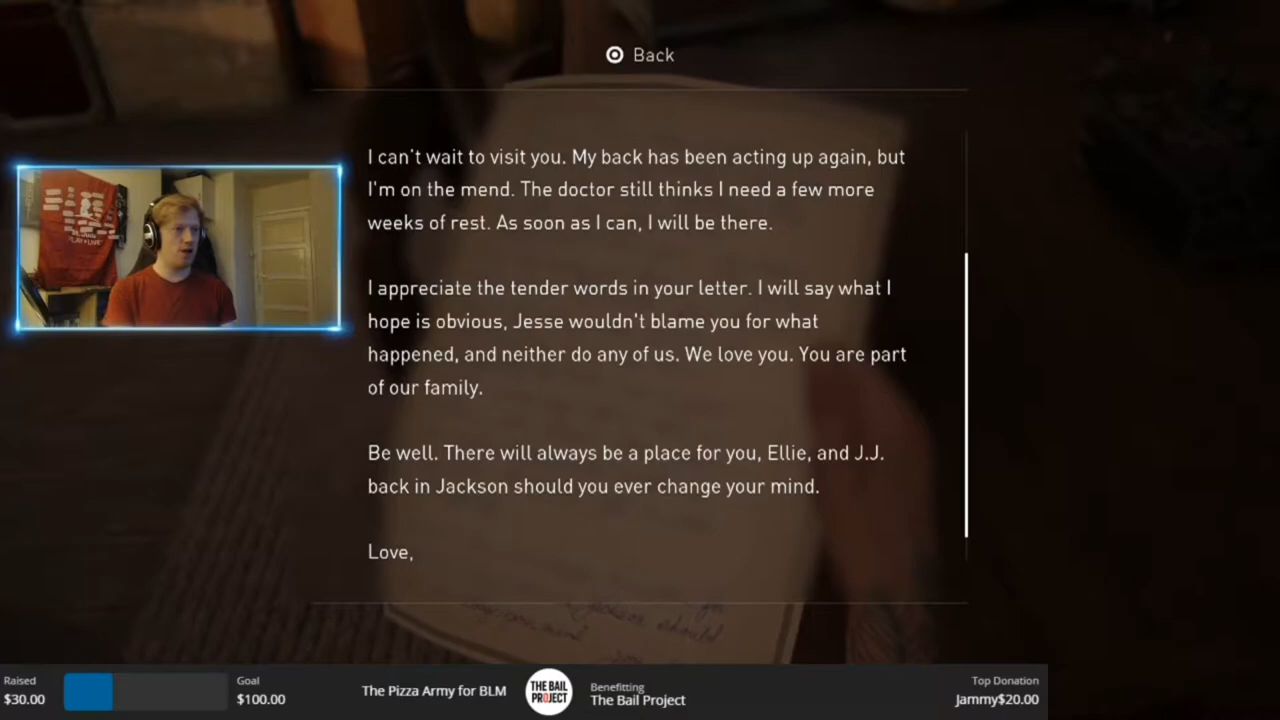 Back
I can't wait to visit you. My back has been acting up again, but
I'm on the mend. The doctor still thinks I need a few more
weeks of rest. As soon as I can, I will be there.
I appreciate the tender words in your letter. I will say what I
hope is obvious, Jesse wouldn't blame you for what
happened, and neither do any of us. We love you. You are part
of our family.
Be well. There will always be a place for you, Ellie, and J.J.
back in Jackson should you ever change your mind.
Love,
Raised
$30.00
Goal
$100.00
The Pizza Army for BLM
THE BAIL
PROJECT
Benefitting
The Bail Project
Top Donation
Jammy$20.00